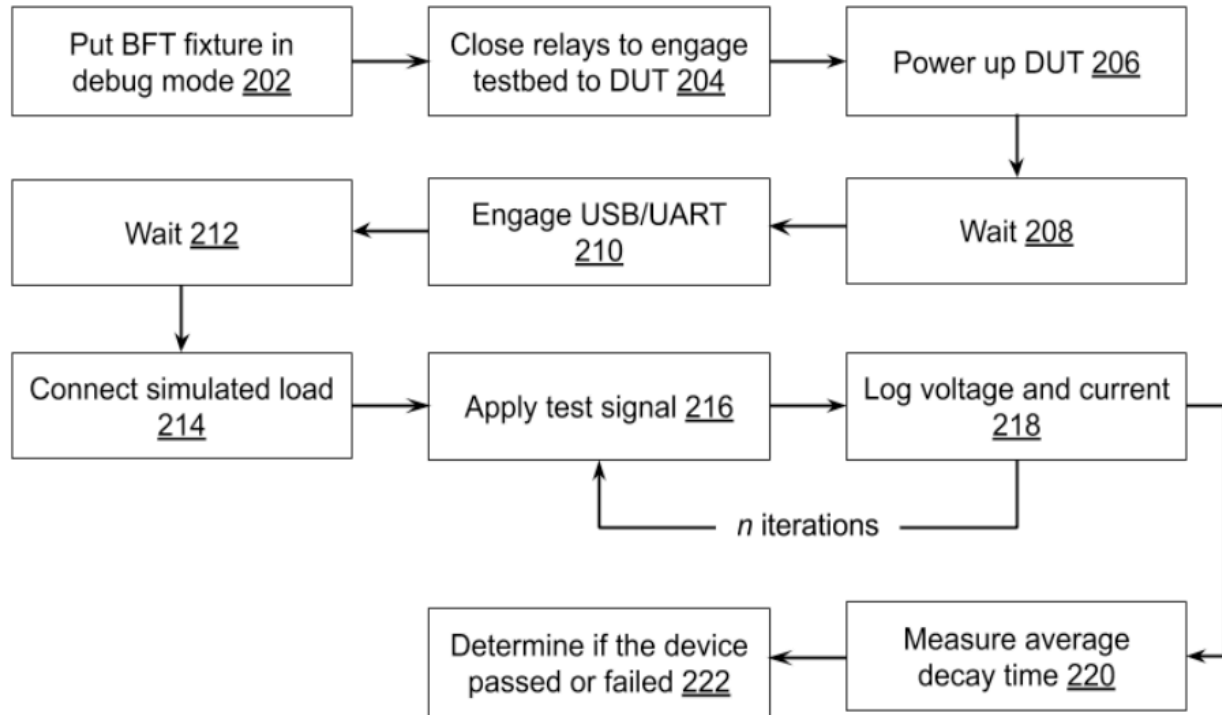 Put BFT fixture in
debug mode 202
Close relays to engage
testbed to DUT 204
Power up DUT 206
Wait 208
Engage USB/UART
210
Wait 212
Connect simulated load
214
Apply test signal 216
Log voltage and current
218
n iterations
Measure average
decay time 220
Determine if the device
passed or failed 222